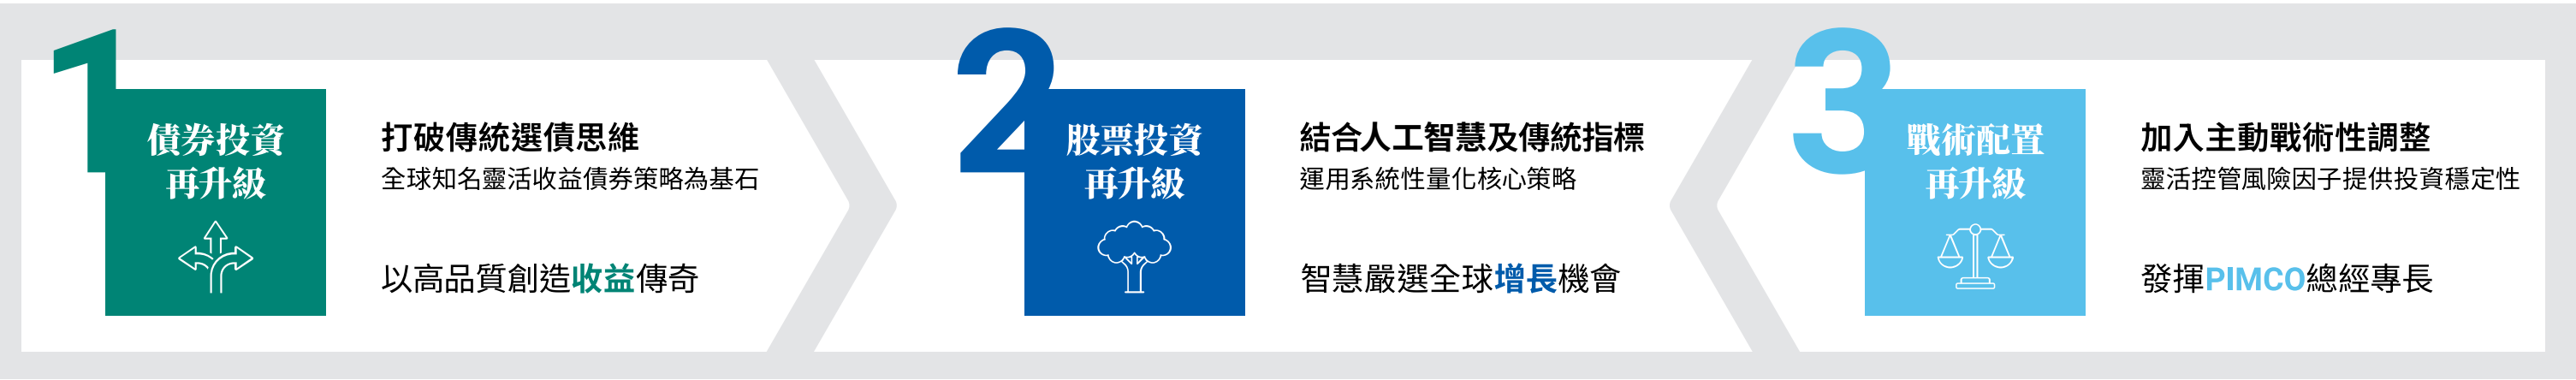 1
債券投資
再升級
打破傳統選債思維
全球知名靈活收益債券策略為基石
以高品質創造收益傳奇
2
股票投資
再升級
結合人工智慧及傳統指標
運用系統性量化核心策略
智慧嚴選全球增長機會
3
戰術配置
再升級
加入主動戰術性調整
靈活控管風險因子提供投資穩定性
發揮PIMCO總經專長